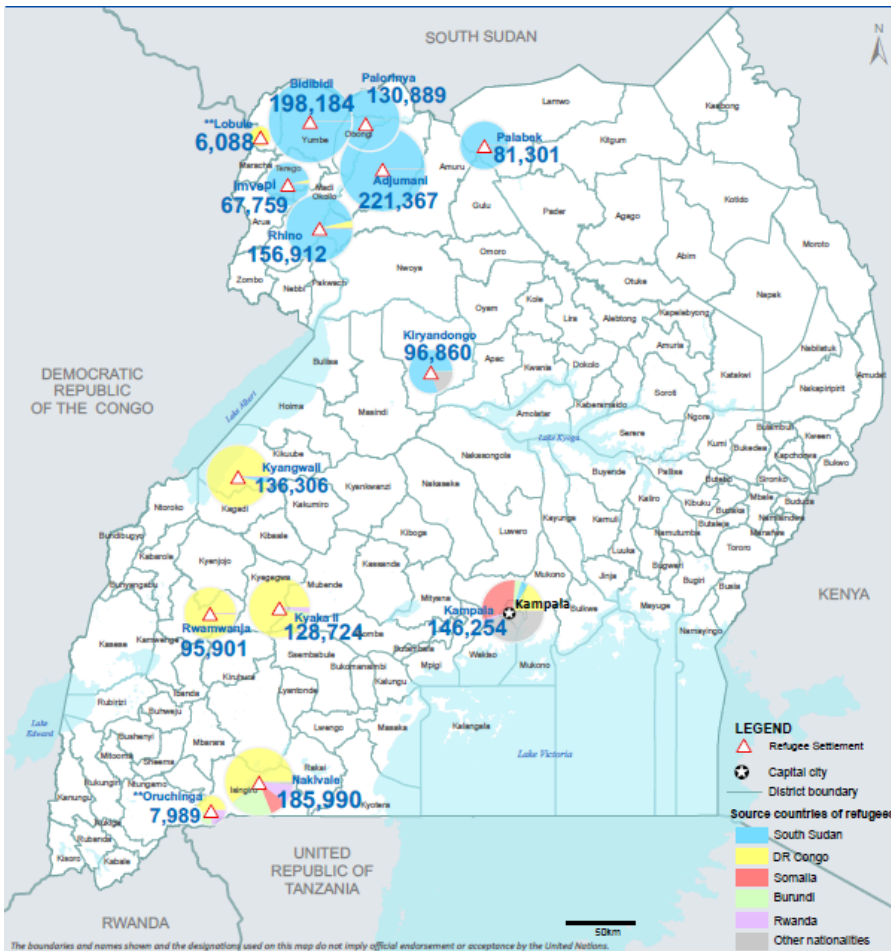 SOUTH SUDAN
N
Bidibidi
198,184
Palorinya
130,889
**Lobule
6,088
Yumbe
Obongi
Lamwo
Kaabong
Palabek
81,301
Kitgum
Maracha
Terego
Imvepi
67,759
Madi
Okollo
Adjumani
221,367
Amuru
Gulu
Pader
Agago
Kotido
Arua
Rhino
156,912
Moroto
Abim
Omoro
Nwoya
Zombo
Nebbi
Pakwach
Otuke
Napak
Oyam
Kole
Lira
Alebtong
Kapelebyong
Kiryandongo
96,860
Apac
Kwania
Dokolo
Amuria
Nabilatuk
Amudat
Katakwi
Nakapiripirit
DEMOCRATIC
REPUBLIC
OF THE CONGO
Buliisa
Lake Albert
Hoima
Masindi
Kaberamaido
Soroti
Amolatar
Ngora
Serere
Lake Kyoga
Kumi
Bukedea
Bulambuli
Kween
Kapchorwa
Bukwo
Kikuube
Nakasongola
Kyangwali
136,306
Kyankwanzi
Nakaseke
Buyende
Pallisa
Butebo
Sironko
Mbale
Bududa
Kagadi
Kakumiro
Ntoroko
Kaliro
Kibuku
Budaka
Namisindwa
Manafwa
Butaleja
Bundibugyo
Kibaale
Kiboga
Luwero
Kayunga
Kamuli
Namutumba
Tororo
Kabarole
Kyenjojo
Kassanda
Luuka
Bugweri
Bunyangabu
Kyegegwa
Mubende
Mityana
Mukono
Jinja
Bugiri
Busia
KENYA
Kampala
Kampala
146,254
Buikwe
Mayuge
Rwamwanja
95,901
Kyaka II
128,724
Gomba
Butambala
Wakiso
Mpigi
Mukono
Namayingo
Kasese
Kamwenge
Ssembabule
Bukomansimbi
Kalungu
Kiruhura
Ibanda
Lyantonde
Rubirizi
Buhweju
Lake
Edward
Bushenyi
Mbarara
Lwengo
Masaka
Kalangala
Lake Victoria
Mitooma
Sheema
Rakai
Rukungiri
Ntungamo
Isingiro
Nakivale
185,990
Kyotera
Kanungu
**Oruchinga
7,989
Rukiga
Rubanda
Kisoro
Kabale
UNITED
REPUBLIC OF
TANZANIA
RWANDA
LEGEND
Refugee Settlement
Capital city
District boundary
Source countries of refugees
South Sudan
DR Congo
Somalia
Burundi
Rwanda
Other nationalities
50km
The boundaries and names shown and the designations used on this map do not imply official endorsement or acceptance by the United Nations.